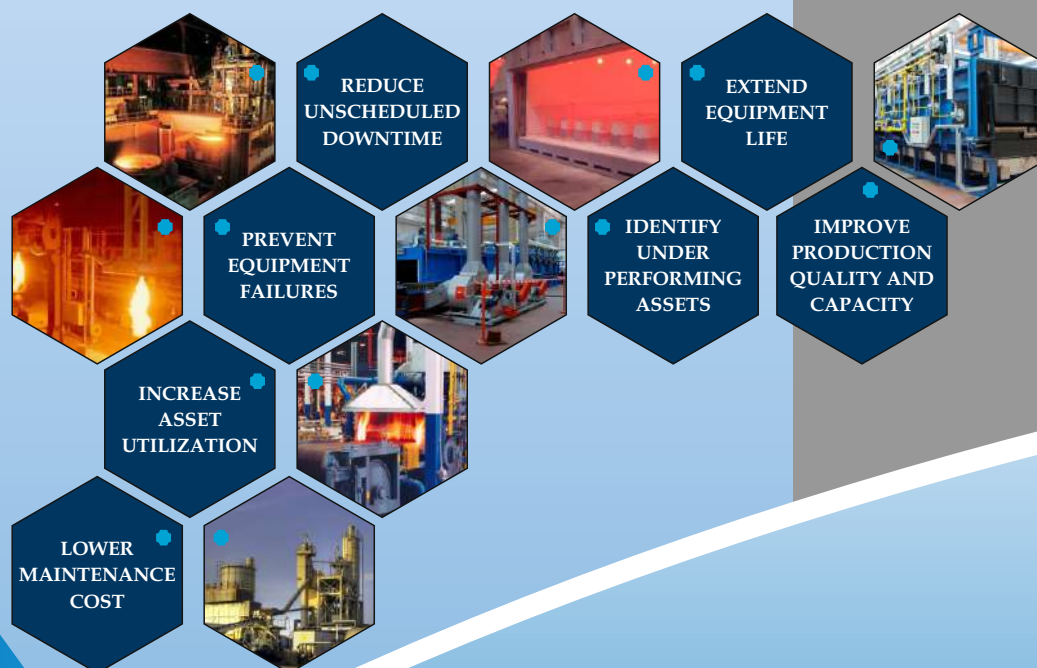 REDUCE
UNSCHEDULED
DOWNTIME
EXTEND
EQUIPMENT
LIFE
PREVENT
EQUIPMENT
FAILURES
IDENTIFY
UNDER
PERFORMING
ASSETS
IMPROVE
PRODUCTION
QUALITY AND
CAPACITY
INCREASE
ASSET
UTILIZATION
LOWER
MAINTENANCE
COST